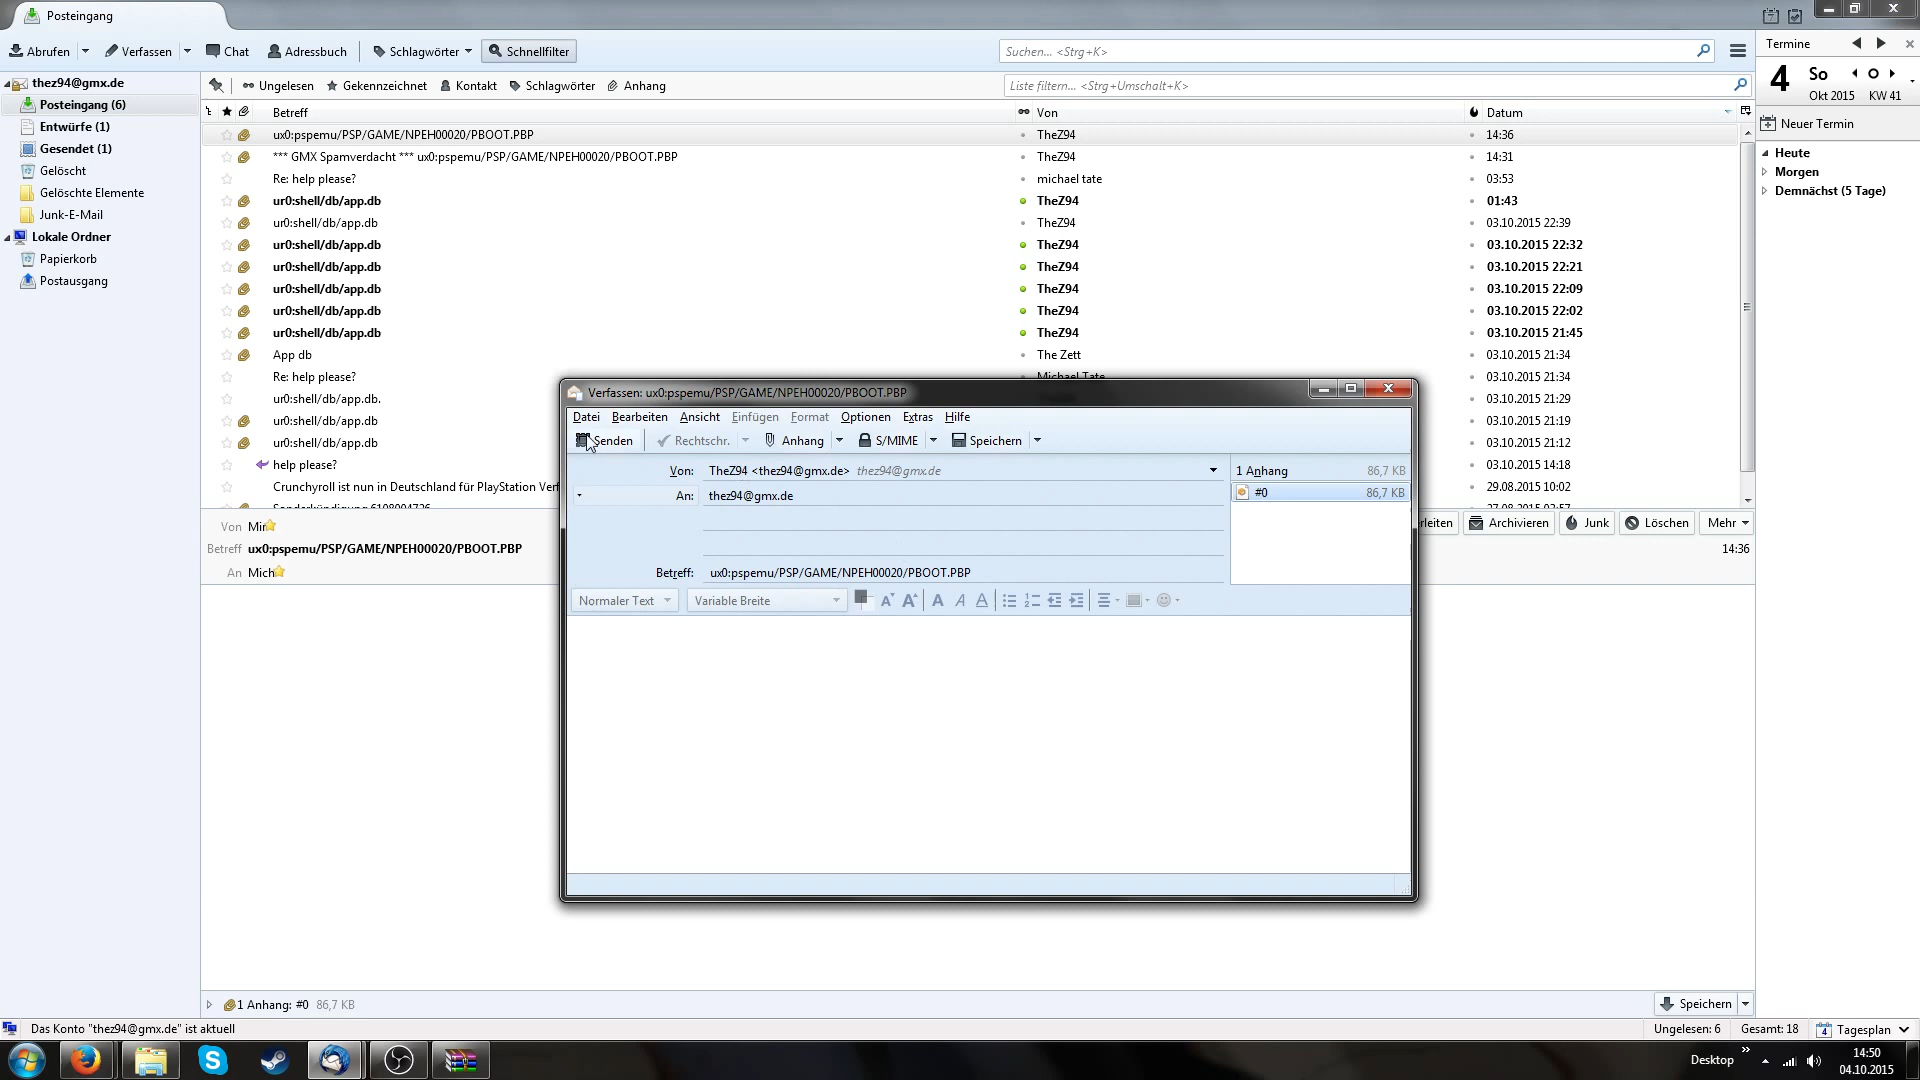 Posteingang
Abrufen Verfassen Chat Adressbuch Schlagwörter Schnellfilter Suchen... <Strg+K>
Termine
thez94@gmx.de
Posteingang (6)
Entwürfe (1)
Gesendet (1)
Gelöscht
Gelöschte Elemente
Junk-E-Mail
Lokale Ordner
Papierkorb
Postausgang
Ungelesen Gekennzeichnet Kontakt Schlagwörter Anhang Liste filtern... <Strg+Umschalt+K>
Betreff Von Datum
ux0:pspemu/PSP/GAME/NPEH00020/PBOOT.PBP TheZ94 14:36
*** GMX Spamverdacht *** ux0:pspemu/PSP/GAME/NPEH00020/PBOOT.PBP TheZ94 14:31
Re: help please? michael tate 03:53
ur0:shell/db/app.db TheZ94 01:43
ur0:shell/db/app.db TheZ94 03.10.2015 22:39
ur0:shell/db/app.db TheZ94 03.10.2015 22:32
ur0:shell/db/app.db TheZ94 03.10.2015 22:21
ur0:shell/db/app.db TheZ94 03.10.2015 22:09
ur0:shell/db/app.db TheZ94 03.10.2015 22:02
ur0:shell/db/app.db TheZ94 03.10.2015 21:45
App db The Zett 03.10.2015 21:34
Re: help please? Michael Tate 03.10.2015 21:34
ur0:shell/db/app.db. 03.10.2015 21:29
ur0:shell/db/app.db 03.10.2015 21:19
ur0:shell/db/app.db 03.10.2015 21:12
help please? 03.10.2015 14:18
Crunchyroll ist nun in Deutschland für PlayStation Verf 29.08.2015 10:02
Sonderkündigung 6108004726 27.08.2015 03:57
4 So
Okt 2015 KW 41
Neuer Termin
Heute
Morgen
Demnächst (5 Tage)
Verfassen: ux0:pspemu/PSP/GAME/NPEH00020/PBOOT.PBP
Datei Bearbeiten Ansicht Einfügen Format Optionen Extras Hilfe
Senden Rechtschr. Anhang S/MIME Speichern
Von: TheZ94 <thez94@gmx.de> thez94@gmx.de
An: thez94@gmx.de
Betreff: ux0:pspemu/PSP/GAME/NPEH00020/PBOOT.PBP
1 Anhang 86,7 KB
#0 86,7 KB
Normaler Text Variable Breite
Von Mir
Betreff ux0:pspemu/PSP/GAME/NPEH00020/PBOOT.PBP
An Mich
rleiten Archivieren Junk Löschen Mehr
14:36
1 Anhang: #0 86,7 KB Speichern
Das Konto "thez94@gmx.de" ist aktuell Ungelesen: 6 Gesamt: 18 4 Tagesplan
Desktop
14:50
04.10.2015